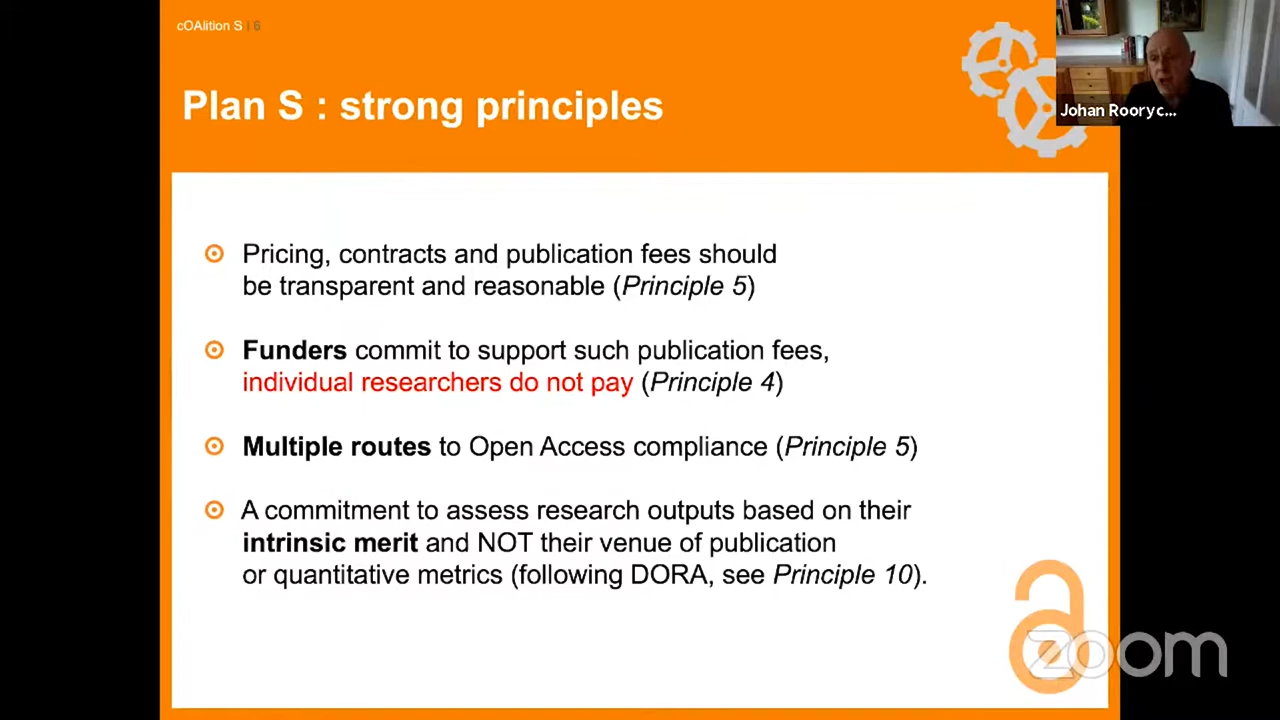 cOAlition S | 6
Plan S : strong principles
Johan Rooryc...
Pricing, contracts and publication fees should
be transparent and reasonable (Principle 5)
Funders commit to support such publication fees,
individual researchers do not pay (Principle 4)
Multiple routes to Open Access compliance (Principle 5)
A commitment to assess research outputs based on their
intrinsic merit and NOT their venue of publication
or quantitative metrics (following DORA, see Principle 10).
zoom